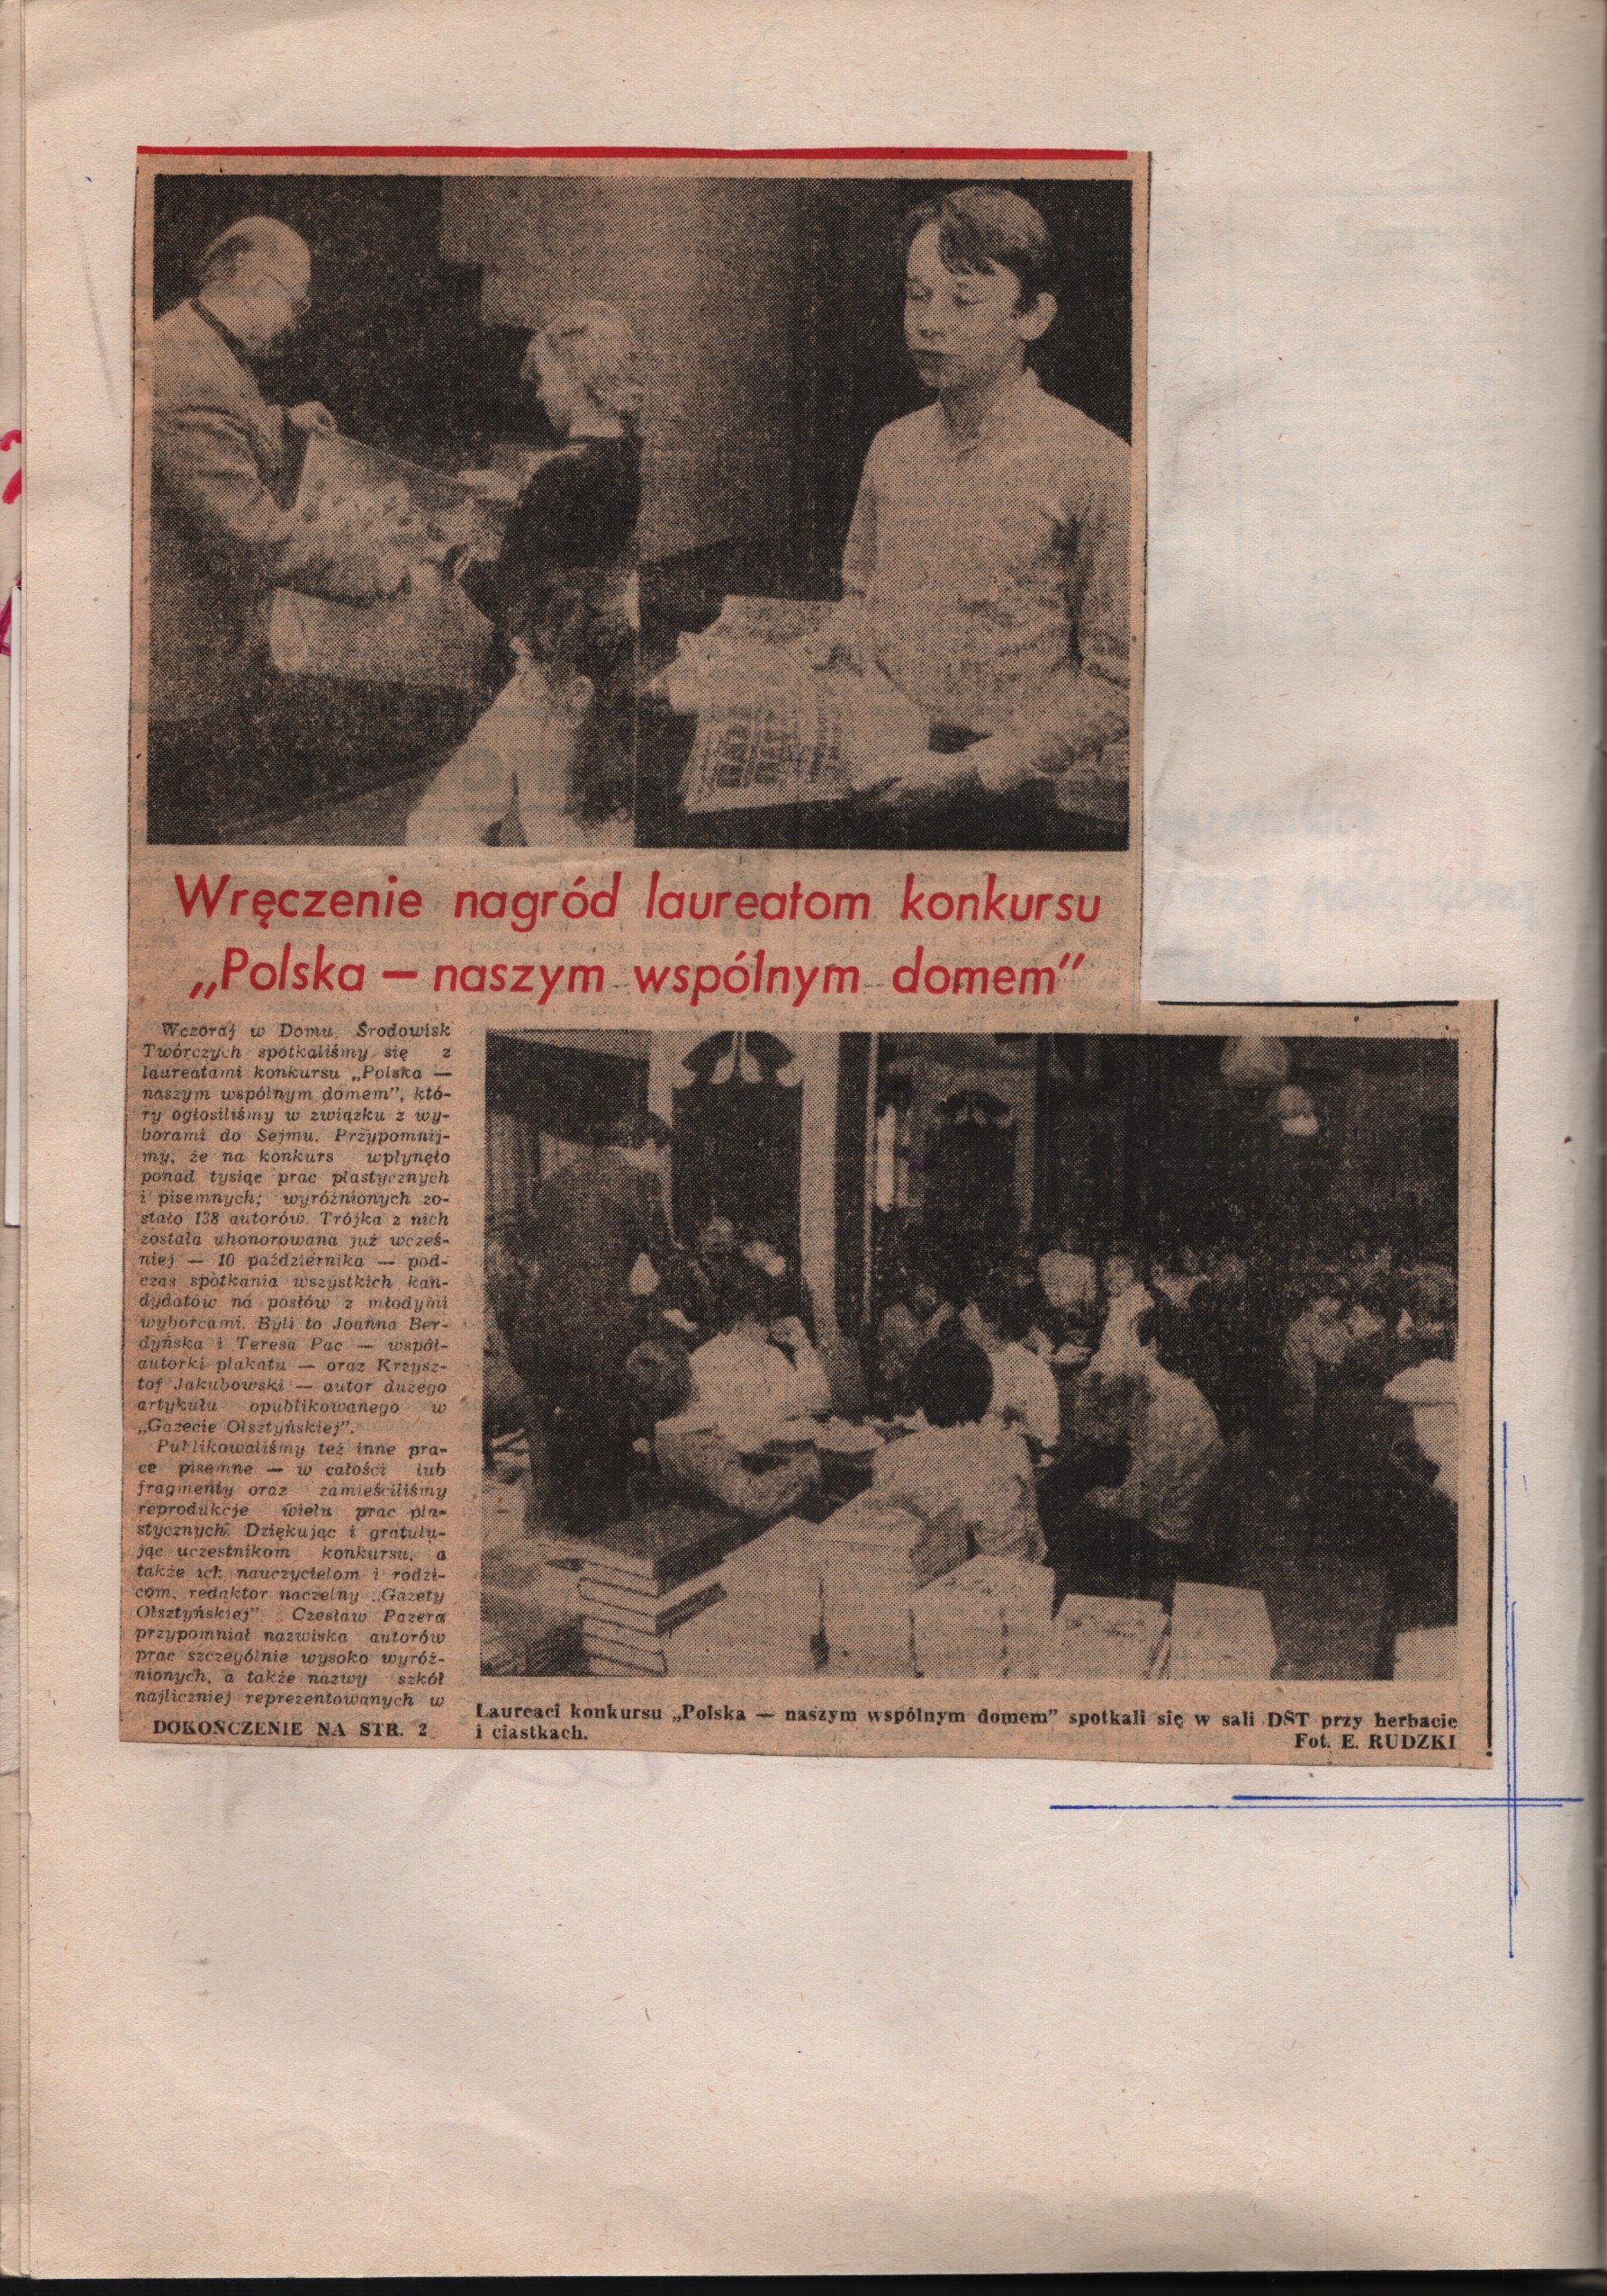 Wręczenie nagród laureatom konkursu
„Polska — naszym wspólnym domem”
Wczoraj w Domu Środowisk
Twórczych spotkaliśmy się z
laureatami konkursu „Polska —
naszym wspólnym domem”, któ-
ry ogłosiliśmy w związku z wy-
borami do Sejmu. Przypomnij-
my, że na konkurs wpłynęło
ponad tysiąc prac plastycznych
i pisemnych; wyróżnionych zo-
stało 138 autorów. Trójka z nich
została uhonorowana już wcześ-
niej — 10 października — pod-
czas spotkania wszystkich kan-
dydatów na posłów z młodymi
wyborcami. Byli to Joanna Ber-
dyńska i Teresa Pac — współ-
autorki plakatu — oraz Krzysz-
tof Jakubowski — autor dużego
artykułu opublikowanego w
„Gazecie Olsztyńskiej”.
Publikowaliśmy też inne pra-
ce pisemne — w całości lub
fragmenty oraz zamieściliśmy
reprodukcje wielu prac pla-
stycznych. Dziękując i gratulu-
jąc uczestnikom konkursu, a
także ich nauczycielom i rodzi-
com, redaktor naczelny „Gazety
Olsztyńskiej” Czesław Pazera
przypomniał nazwiska autorów
prac szczególnie wysoko wyróż-
nionych, a także nazwy szkół
najliczniej reprezentowanych w
DOKOŃCZENIE NA STR. 2
Laureaci konkursu „Polska — naszym wspólnym domem” spotkali się w sali DŚT przy herbacie
i ciastkach.
Fot. E. RUDZKI